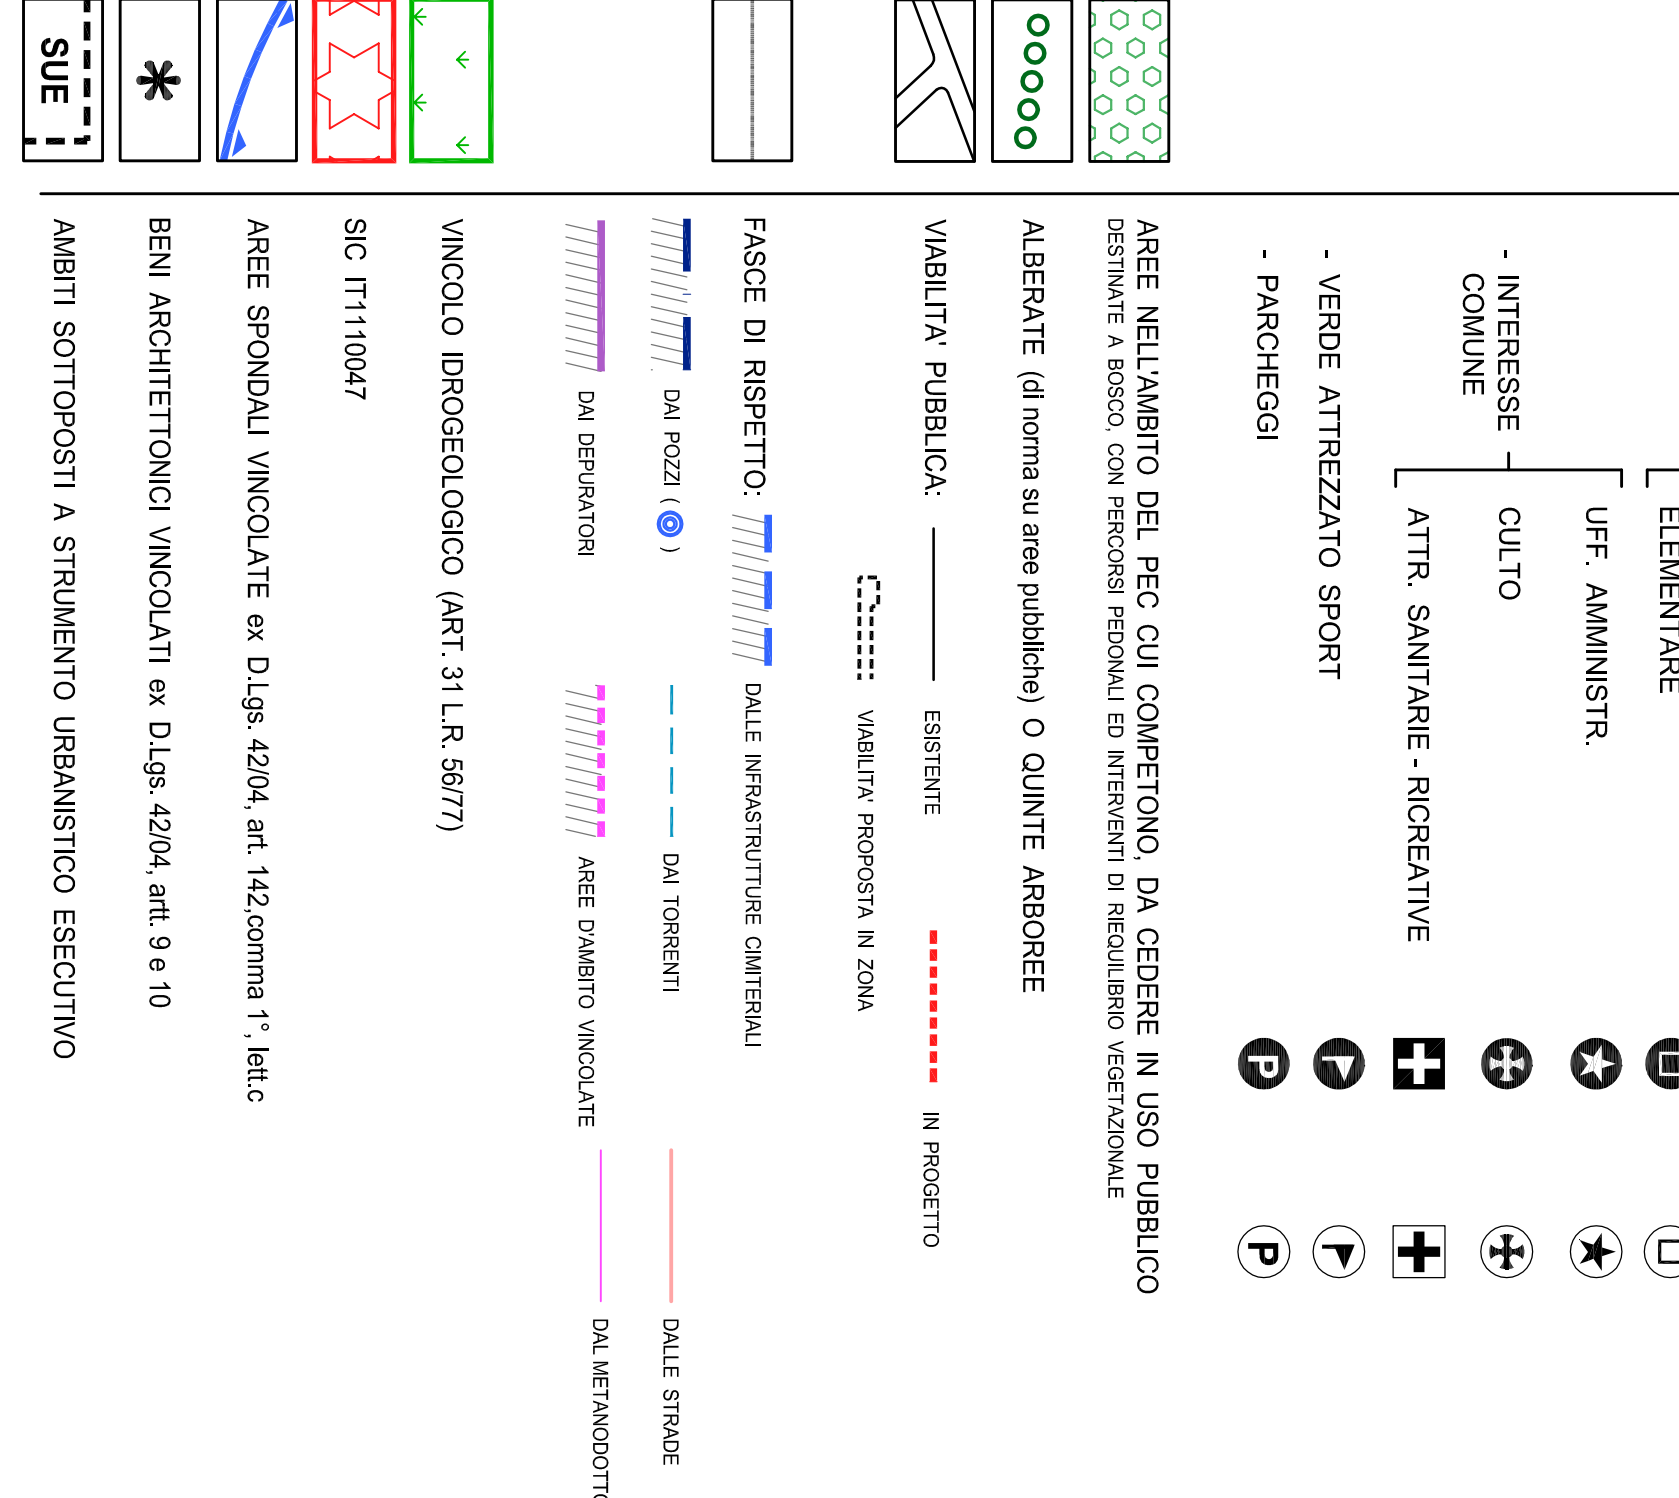 ELEMENTARE
UFF. AMMINISTR.
- INTERESSE
COMUNE
CULTO
ATTR. SANITARIE - RICREATIVE
- VERDE ATTREZZATO SPORT
- PARCHEGGI
P
P
AREE NELL'AMBITO DEL PEC CUI COMPETONO, DA CEDERE IN USO PUBBLICO
DESTINATE A BOSCO, CON PERCORSI PEDONALI ED INTERVENTI DI RIEQUILIBRIO VEGETAZIONALE
ALBERATE (di norma su aree pubbliche) O QUINTE ARBOREE
VIABILITA' PUBBLICA: ESISTENTE IN PROGETTO
VIABILITA' PROPOSTA IN ZONA
FASCE DI RISPETTO: DALLE INFRASTRUTTURE CIMITERIALI
DAI POZZI ( ) DAI TORRENTI DALLE STRADE
DAI DEPURATORI AREE D'AMBITO VINCOLATE DAL METANODOTTO
VINCOLO IDROGEOLOGICO (ART. 31 L.R. 56/77)
SIC IT1110047
AREE SPONDALI VINCOLATE ex D.Lgs. 42/04, art. 142,comma 1°, lett.c
BENI ARCHITETTONICI VINCOLATI ex D.Lgs. 42/04, artt. 9 e 10
SUE
AMBITI SOTTOPOSTI A STRUMENTO URBANISTICO ESECUTIVO